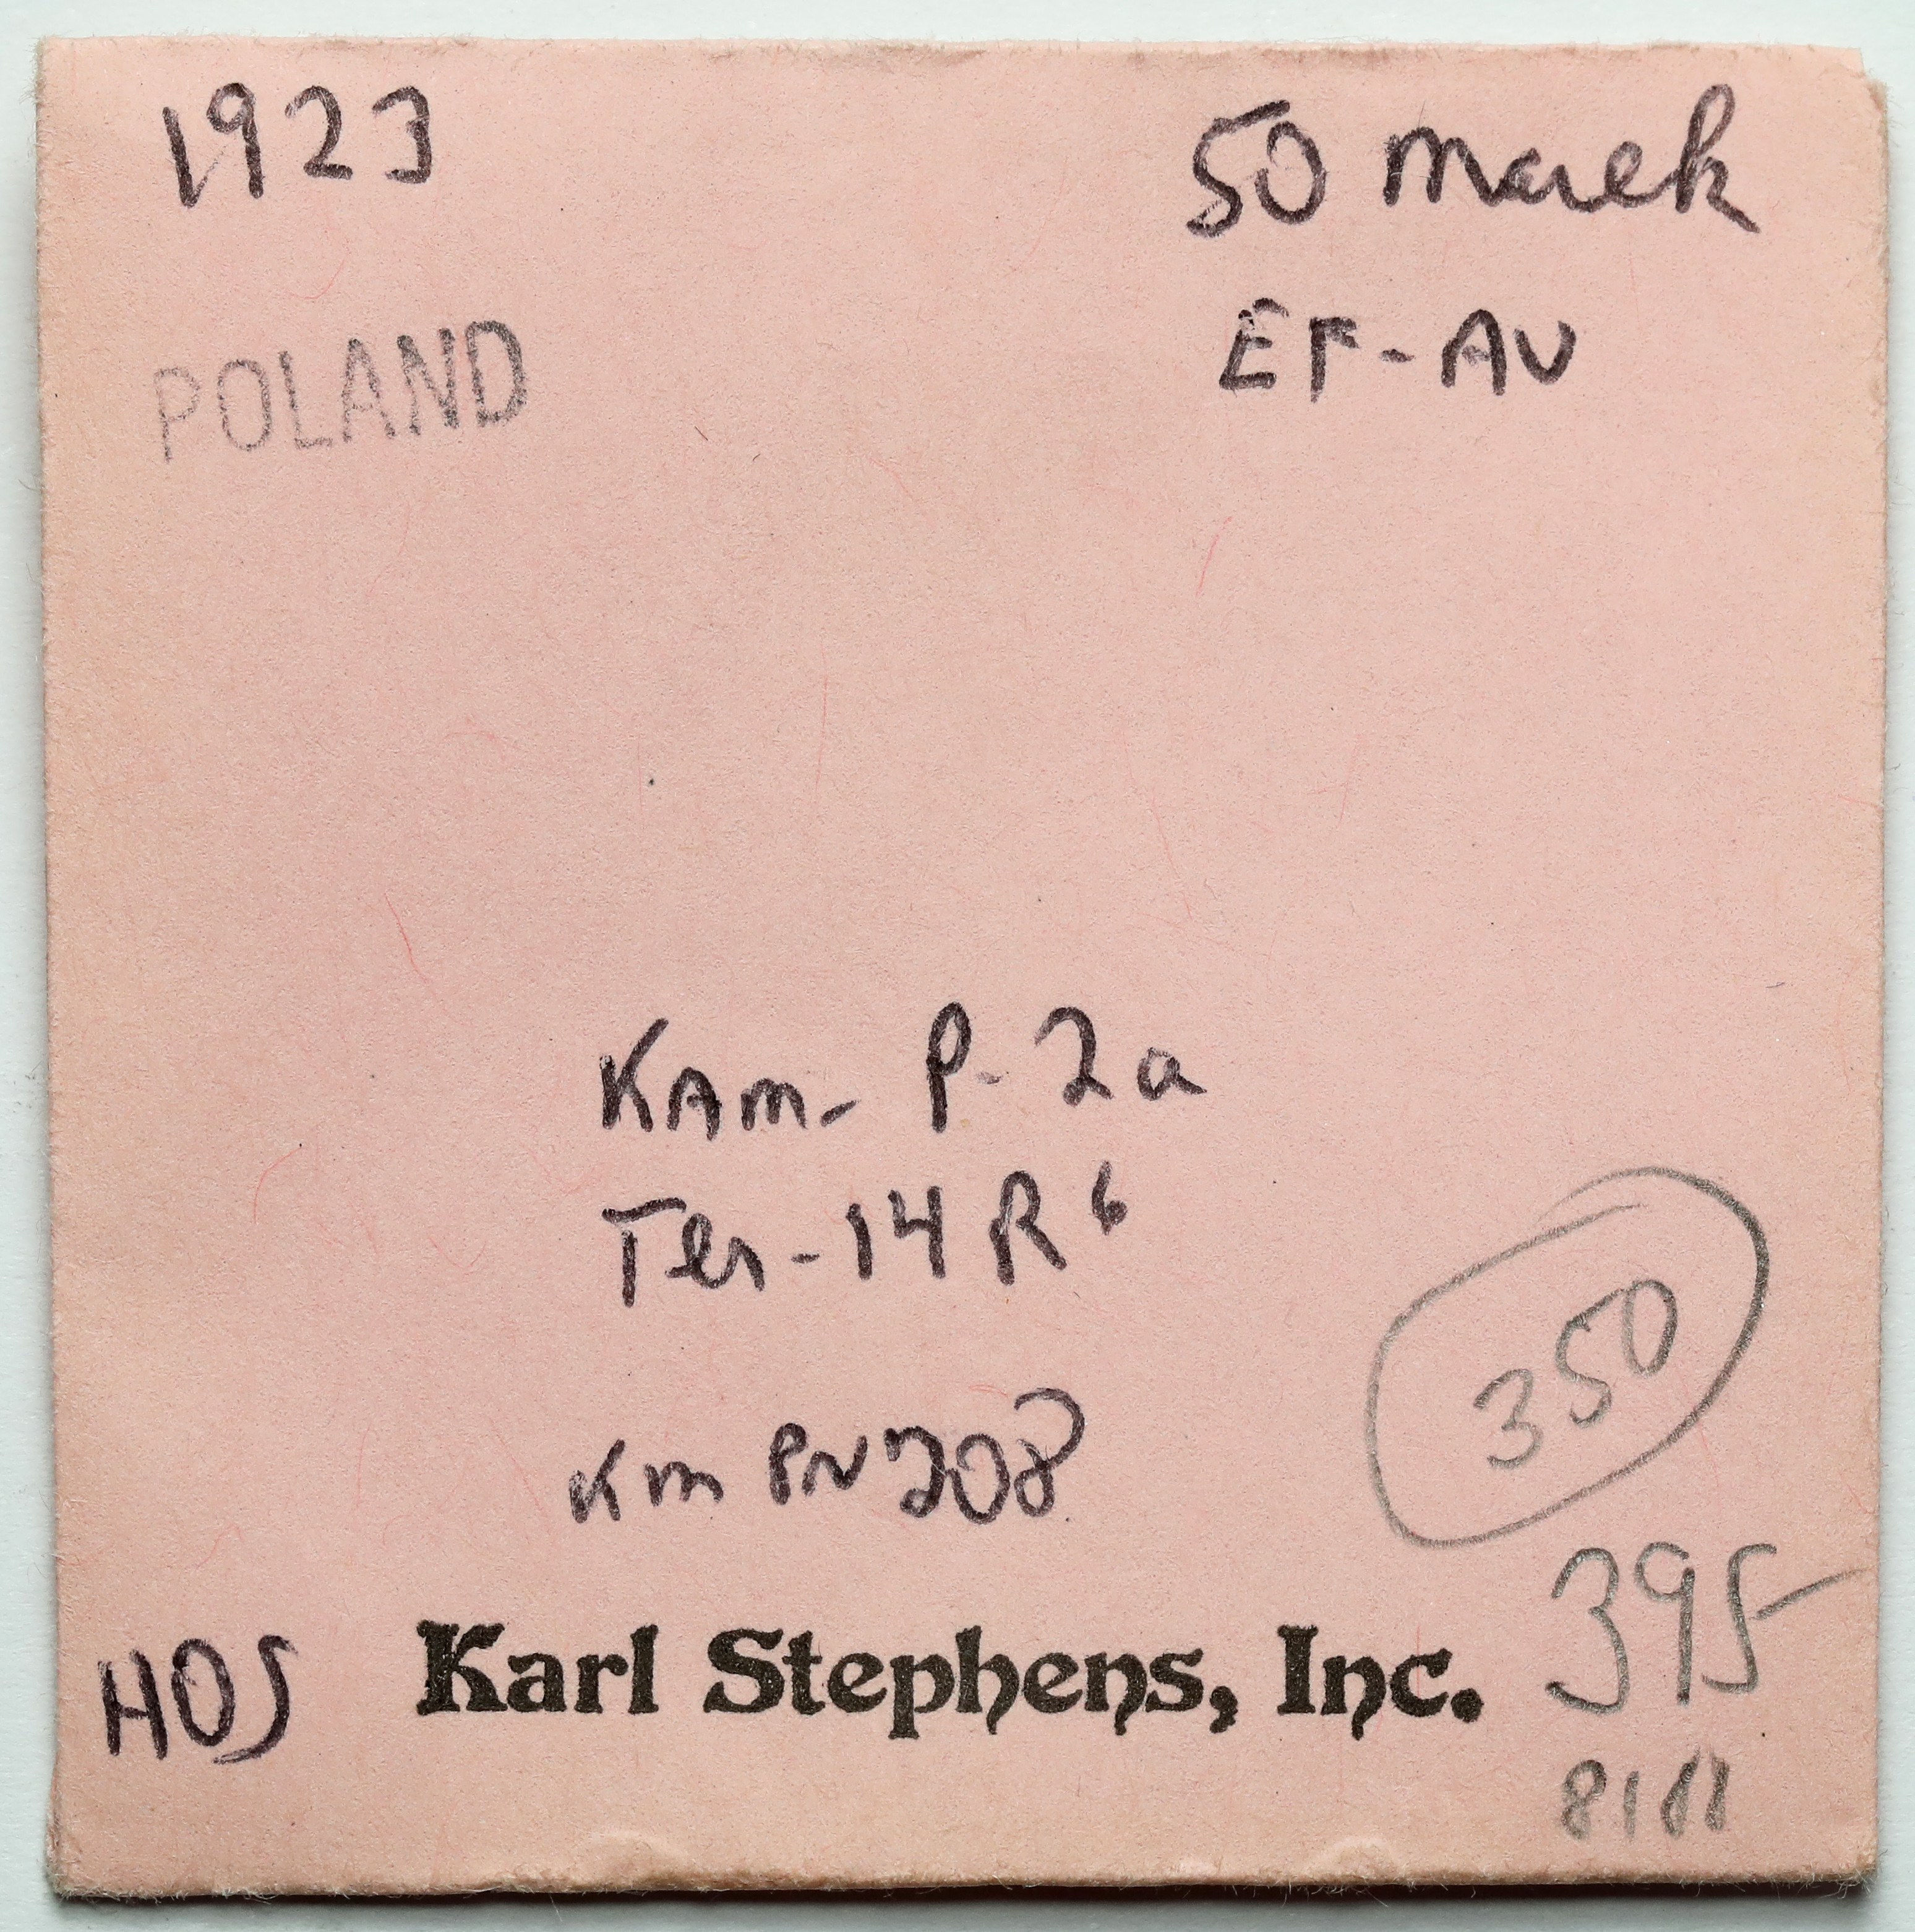 1923
50 marek
EF-AU
POLAND
KAm- P-2a
Ter-14 R6
Km PN208
350
395-
HOS Karl Stephens, Inc.